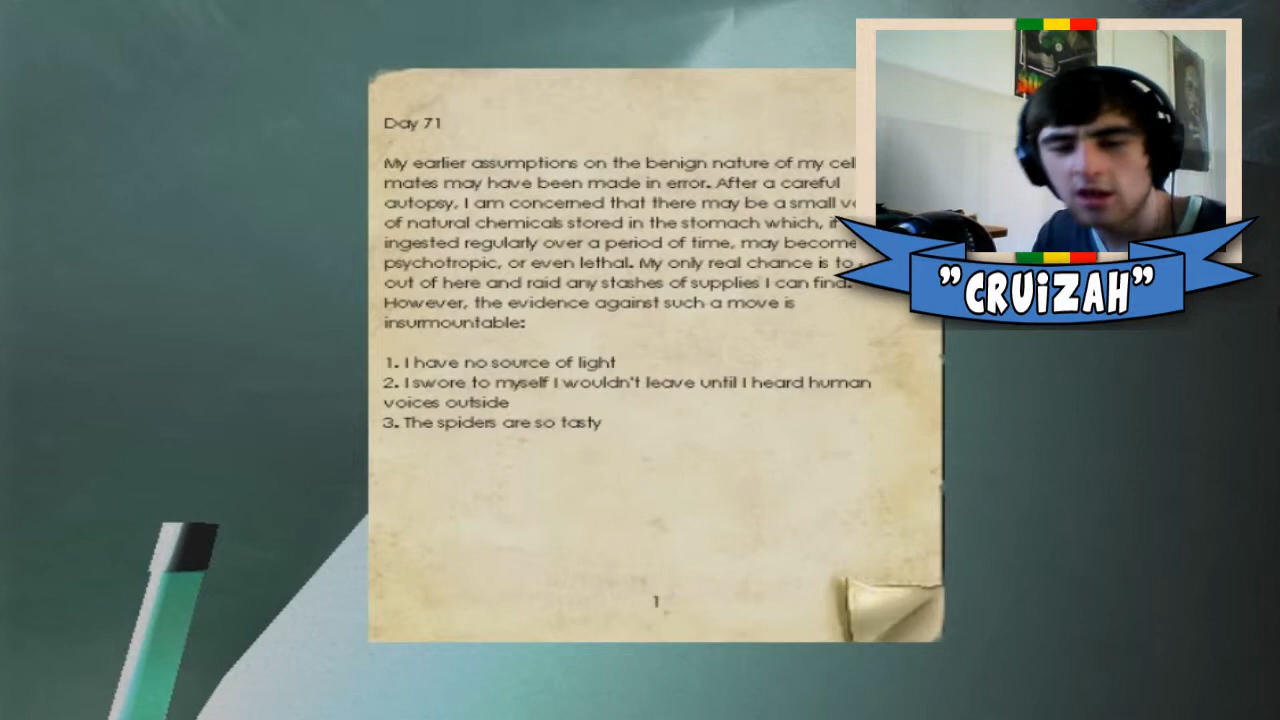 Day 71
My earlier assumptions on the benign nature of my cell
mates may have been made in error. After a careful
autopsy, I am concerned that there may be a small
of natural chemicals stored in the stomach which, if
ingested regularly over a period of time, may become
psychotropic, or even lethal. My only real chance is to
out of here and raid any stashes of supplies I can find.
However, the evidence against such a move is
insurmountable:
1. I have no source of light
2. I swore to myself I wouldn't leave until I heard human
voices outside
3. The spiders are so tasty
1
"CRUiZAH"